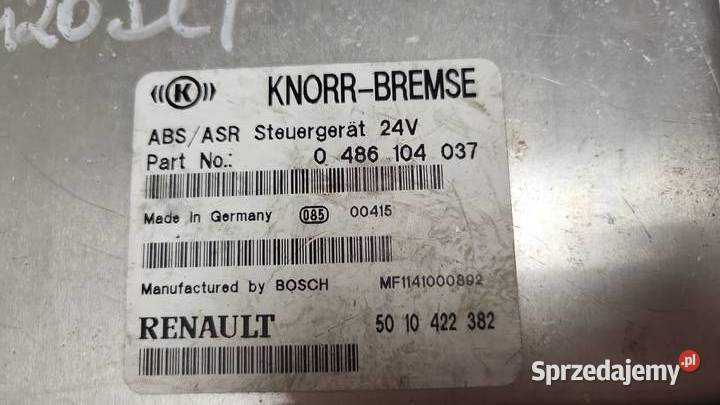 ((K)) KNORR-BREMSE
ABS/ASR Steuergerät 24V
Part No.: 0 486 104 037
Made in Germany 085 00415
Manufactured by BOSCH MF1141000892
RENAULT 50 10 422 382
Sprzedajemy.pl